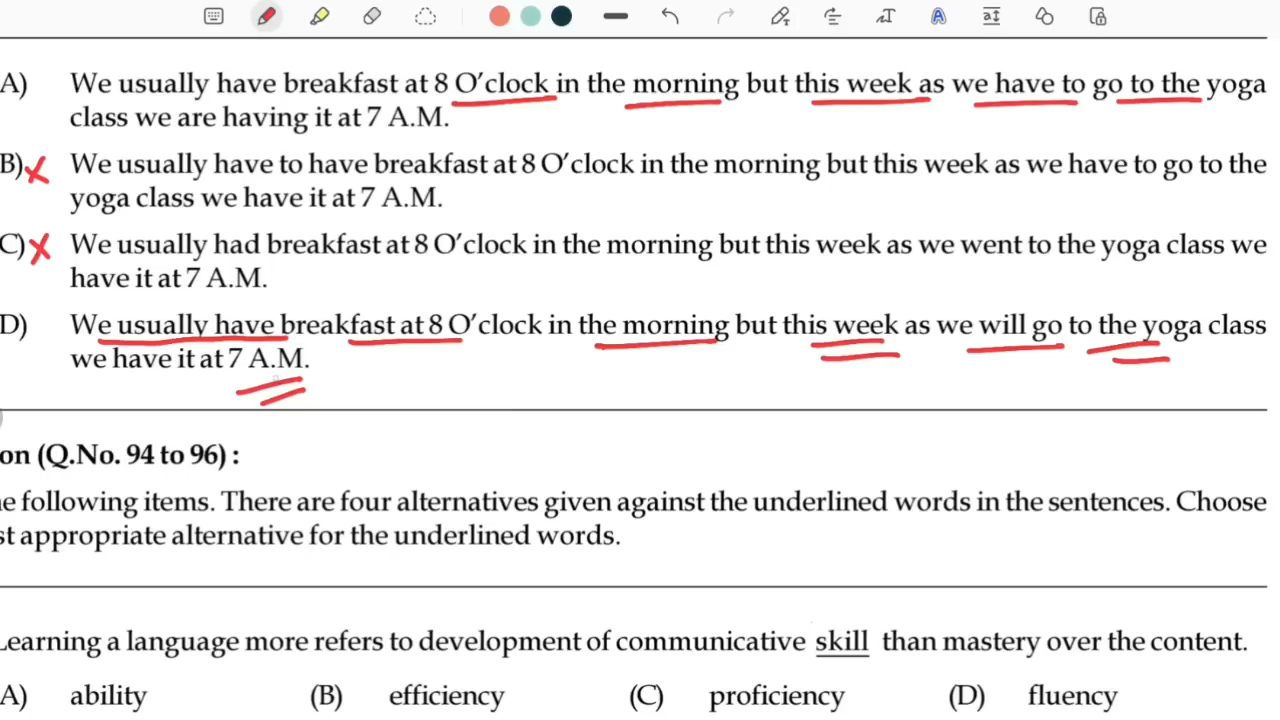 A) We usually have breakfast at 8 O'clock in the morning but this week as we have to go to the yoga
class we are having it at 7 A.M.
B) We usually have to have breakfast at 8 O'clock in the morning but this week as we have to go to the
yoga class we have it at 7 A.M.
C) We usually had breakfast at 8 O'clock in the morning but this week as we went to the yoga class we
have it at 7 A.M.
D) We usually have breakfast at 8 O'clock in the morning but this week as we will go to the yoga class
we have it at 7 A.M.
on (Q.No. 94 to 96) :
e following items. There are four alternatives given against the underlined words in the sentences. Choose
st appropriate alternative for the underlined words.
Learning a language more refers to development of communicative skill than mastery over the content.
A) ability (B) efficiency (C) proficiency (D) fluency